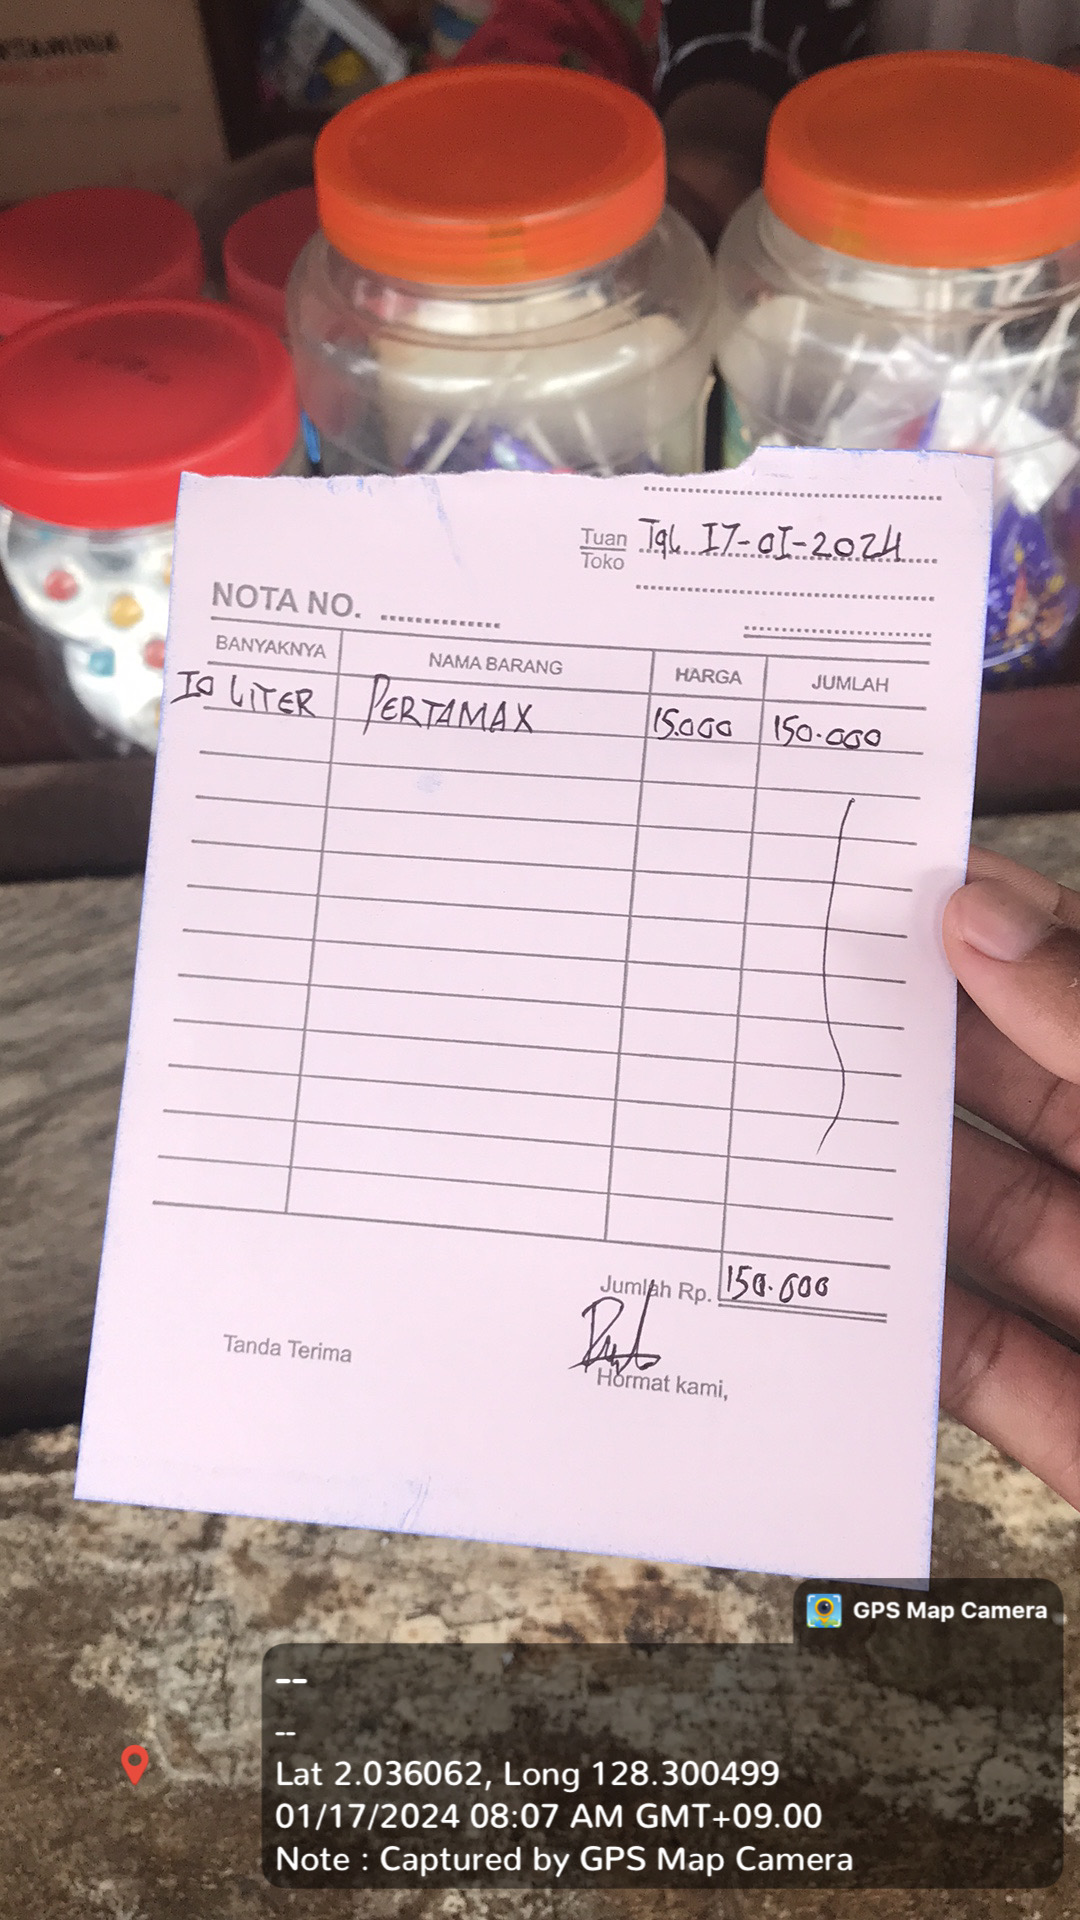 Tuan
Toko
Tgl 17-01-2024
NOTA NO.
BANYAKNYA NAMA BARANG HARGA JUMLAH
10 LITER PERTAMAX 15.000 150.000
Jumlah Rp. 150.000
Tanda Terima
Hormat kami,
GPS Map Camera
--
--
Lat 2.036062, Long 128.300499
01/17/2024 08:07 AM GMT+09.00
Note : Captured by GPS Map Camera